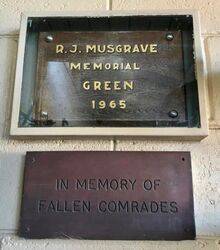 R. J. MUSGRAVE
MEMORIAL
GREEN
1965
IN MEMORY OF
FALLEN COMRADES